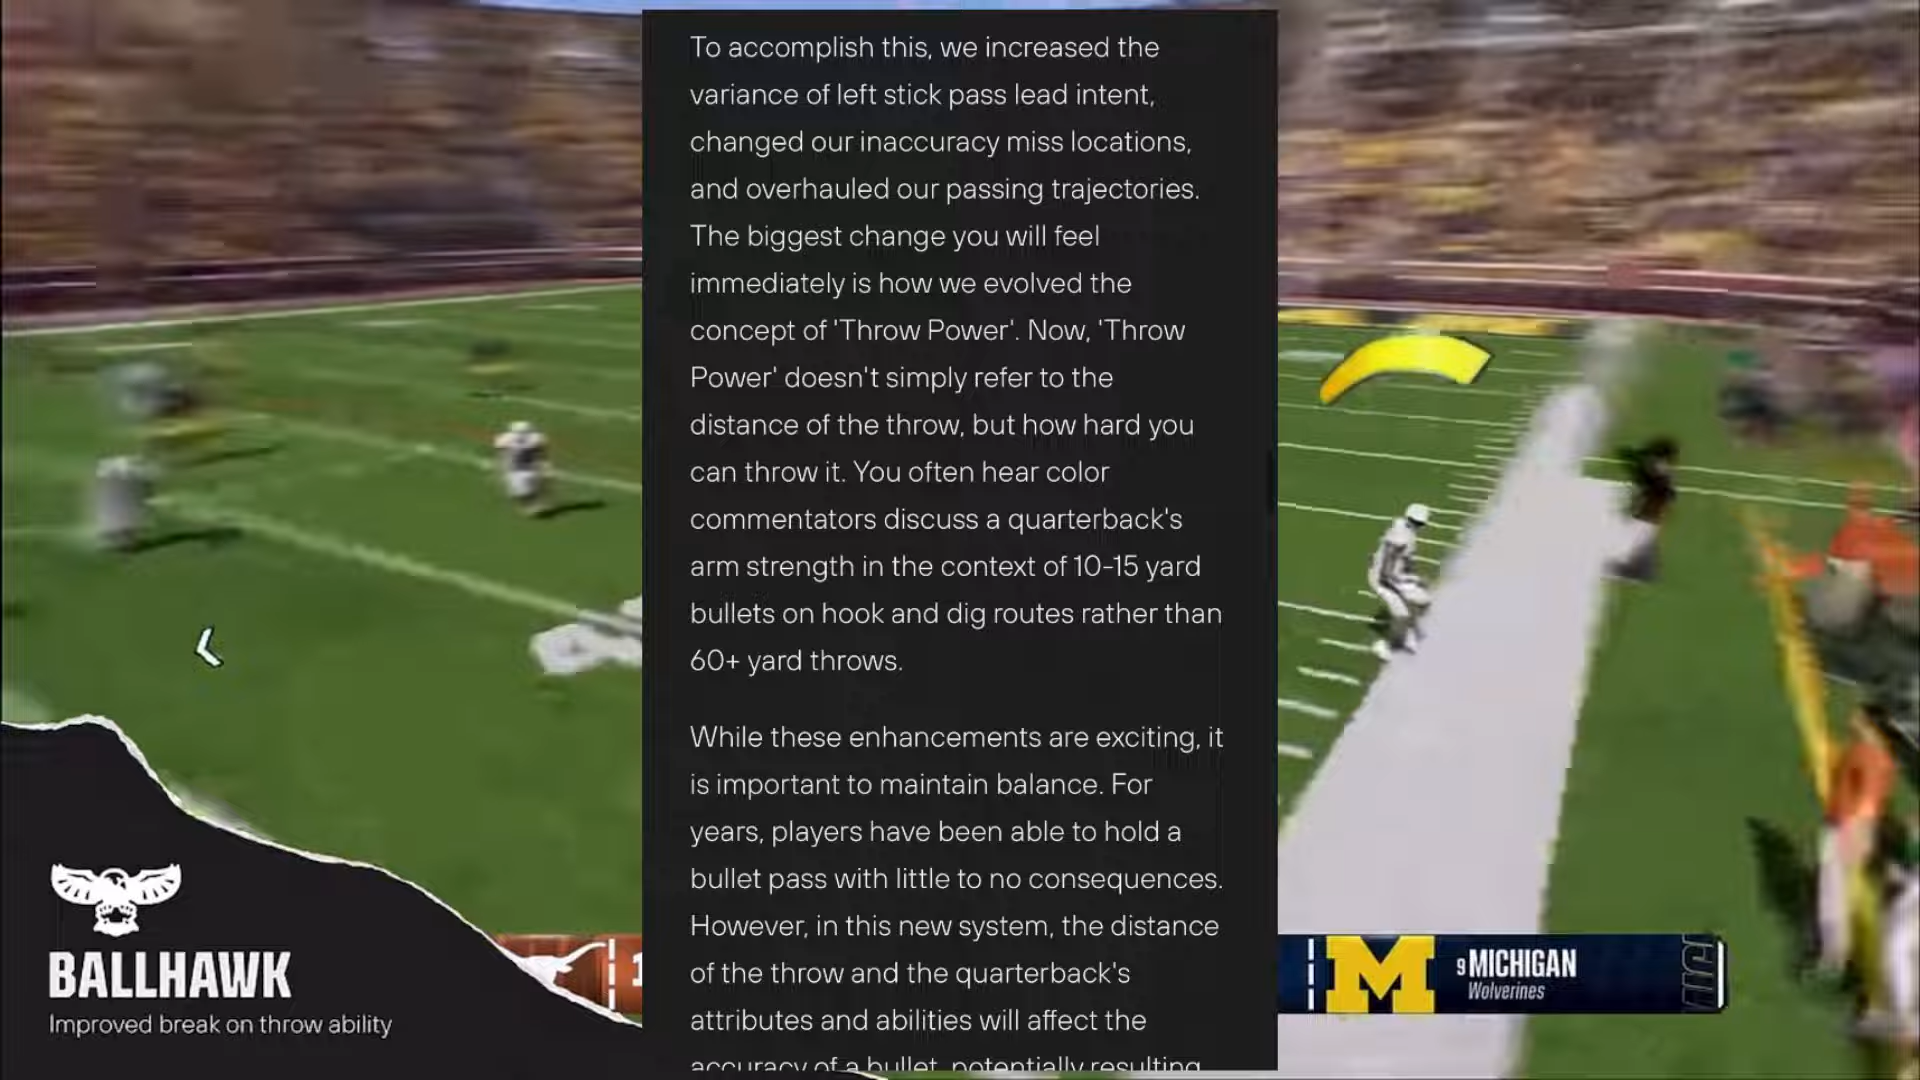 To accomplish this, we increased the
variance of left stick pass lead intent,
changed our inaccuracy miss locations,
and overhauled our passing trajectories.
The biggest change you will feel
immediately is how we evolved the
concept of 'Throw Power'. Now, 'Throw
Power' doesn't simply refer to the
distance of the throw, but how hard you
can throw it. You often hear color
commentators discuss a quarterback's
arm strength in the context of 10-15 yard
bullets on hook and dig routes rather than
60+ yard throws.
While these enhancements are exciting, it
is important to maintain balance. For
years, players have been able to hold a
bullet pass with little to no consequences.
However, in this new system, the distance
of the throw and the quarterback's
attributes and abilities will affect the
accuracy of a bullet, potentially resulting
BALLHAWK
Improved break on throw ability
M
9 MICHIGAN
Wolverines